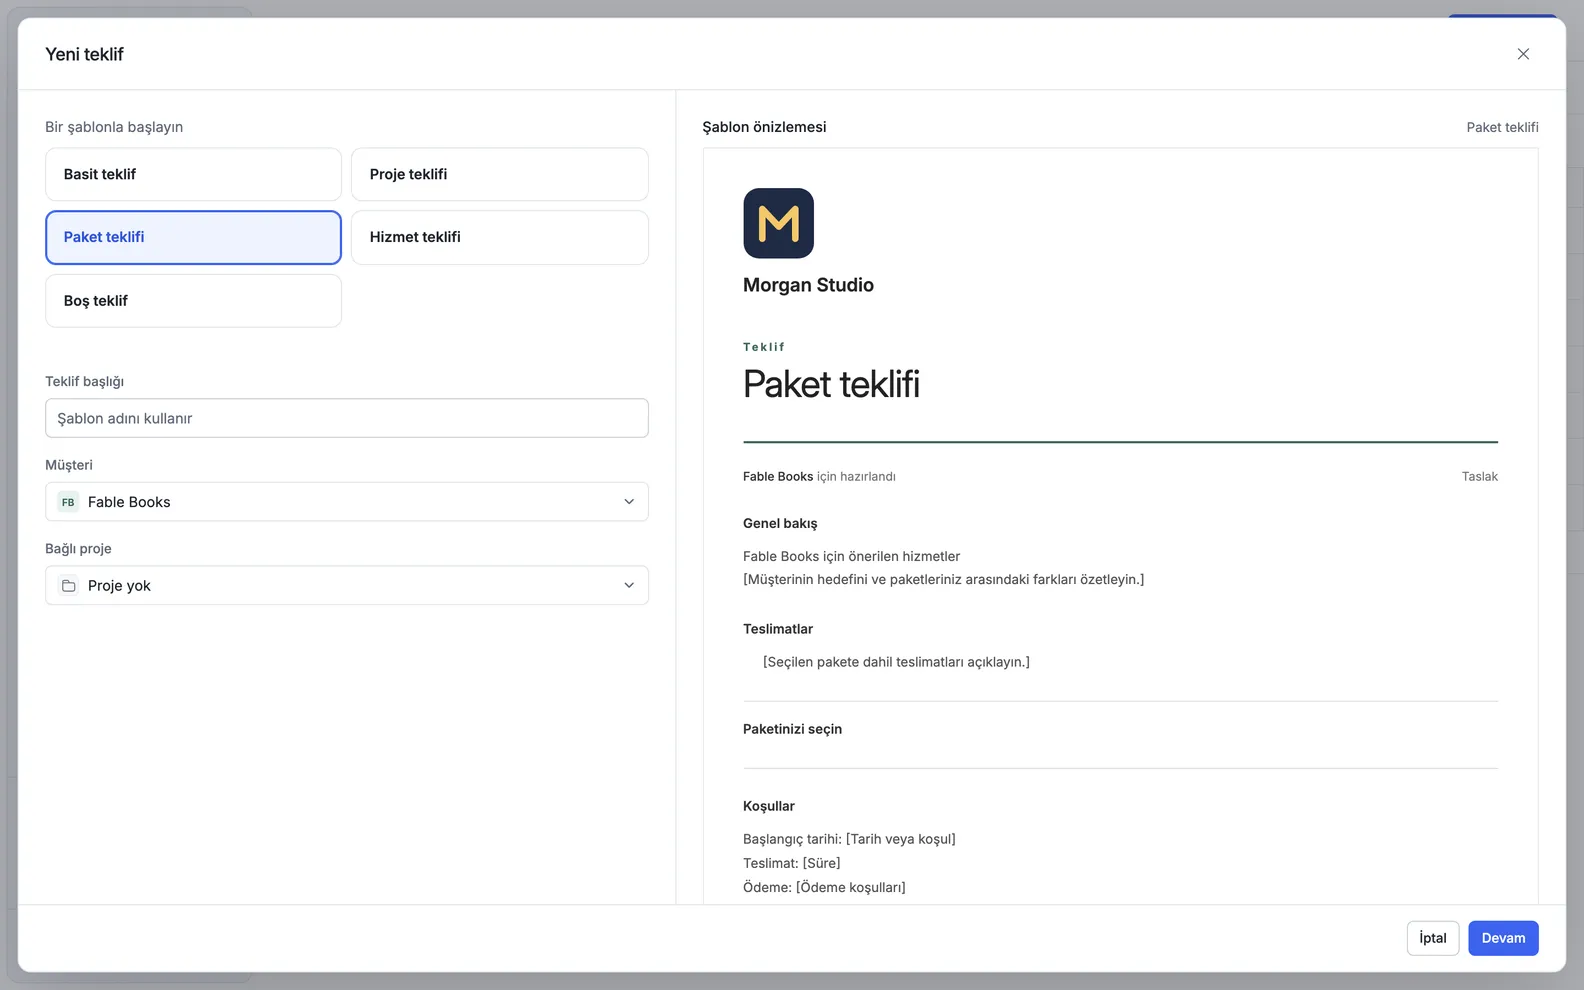 Yeni teklif
Bir şablonla başlayın
Basit teklif
Proje teklifi
Paket teklifi
Hizmet teklifi
Boş teklif
Teklif başlığı
Şablon adını kullanır
Müşteri
FB Fable Books
Bağlı proje
Proje yok
Şablon önizlemesi
Paket teklifi
M
Morgan Studio
Teklif
Paket teklifi
Fable Books için hazırlandı
Taslak
Genel bakış
Fable Books için önerilen hizmetler
[Müşterinin hedefini ve paketleriniz arasındaki farkları özetleyin.]
Teslimatlar
[Seçilen pakete dahil teslimatları açıklayın.]
Paketinizi seçin
Koşullar
Başlangıç tarihi: [Tarih veya koşul]
Teslimat: [Süre]
Ödeme: [Ödeme koşulları]
İptal
Devam